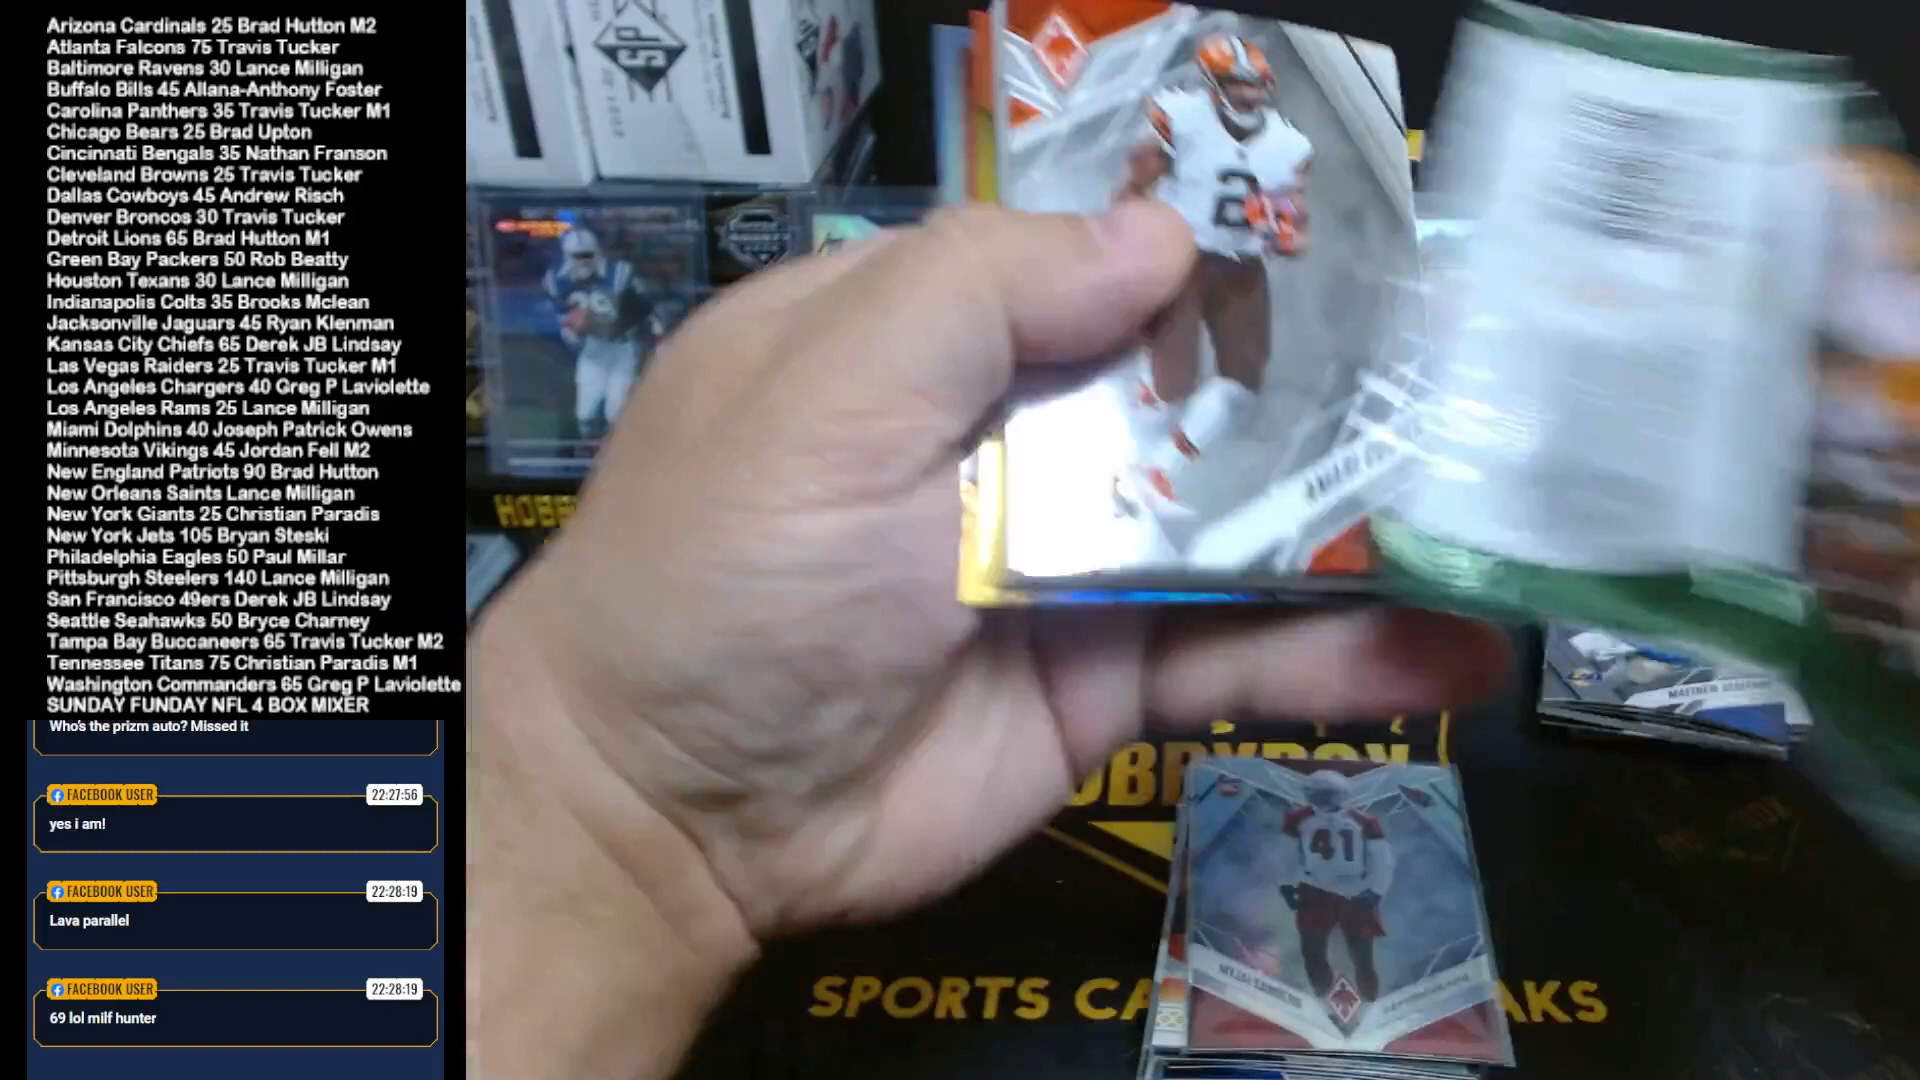 Arizona Cardinals 25 Brad Hutton M2
Atlanta Falcons 75 Travis Tucker
Baltimore Ravens 30 Lance Milligan
Buffalo Bills 45 Allana-Anthony Foster
Carolina Panthers 35 Travis Tucker M1
Chicago Bears 25 Brad Upton
Cincinnati Bengals 35 Nathan Franson
Cleveland Browns 25 Travis Tucker
Dallas Cowboys 45 Andrew Risch
Denver Broncos 30 Travis Tucker
Detroit Lions 65 Brad Hutton M1
Green Bay Packers 50 Rob Beatty
Houston Texans 30 Lance Milligan
Indianapolis Colts 35 Brooks Mclean
Jacksonville Jaguars 45 Ryan Klenman
Kansas City Chiefs 65 Derek JB Lindsay
Las Vegas Raiders 25 Travis Tucker M1
Los Angeles Chargers 40 Greg P Laviolette
Los Angeles Rams 25 Lance Milligan
Miami Dolphins 40 Joseph Patrick Owens
Minnesota Vikings 45 Jordan Fell M2
New England Patriots 90 Brad Hutton
New Orleans Saints Lance Milligan
New York Giants 25 Christian Paradis
New York Jets 105 Bryan Steski
Philadelphia Eagles 50 Paul Millar
Pittsburgh Steelers 140 Lance Milligan
San Francisco 49ers Derek JB Lindsay
Seattle Seahawks 50 Bryce Charney
Tampa Bay Buccaneers 65 Travis Tucker M2
Tennessee Titans 75 Christian Paradis M1
Washington Commanders 65 Greg P Laviolette
SUNDAY FUNDAY NFL 4 BOX MIXER
Who's the prizm auto? Missed it
FACEBOOK USER 22:27:56
yes i am!
FACEBOOK USER 22:28:19
Lava parallel
FACEBOOK USER 22:28:19
69 lol milf hunter
SP
2
AMARI
MATTHEW
41
SPORTS